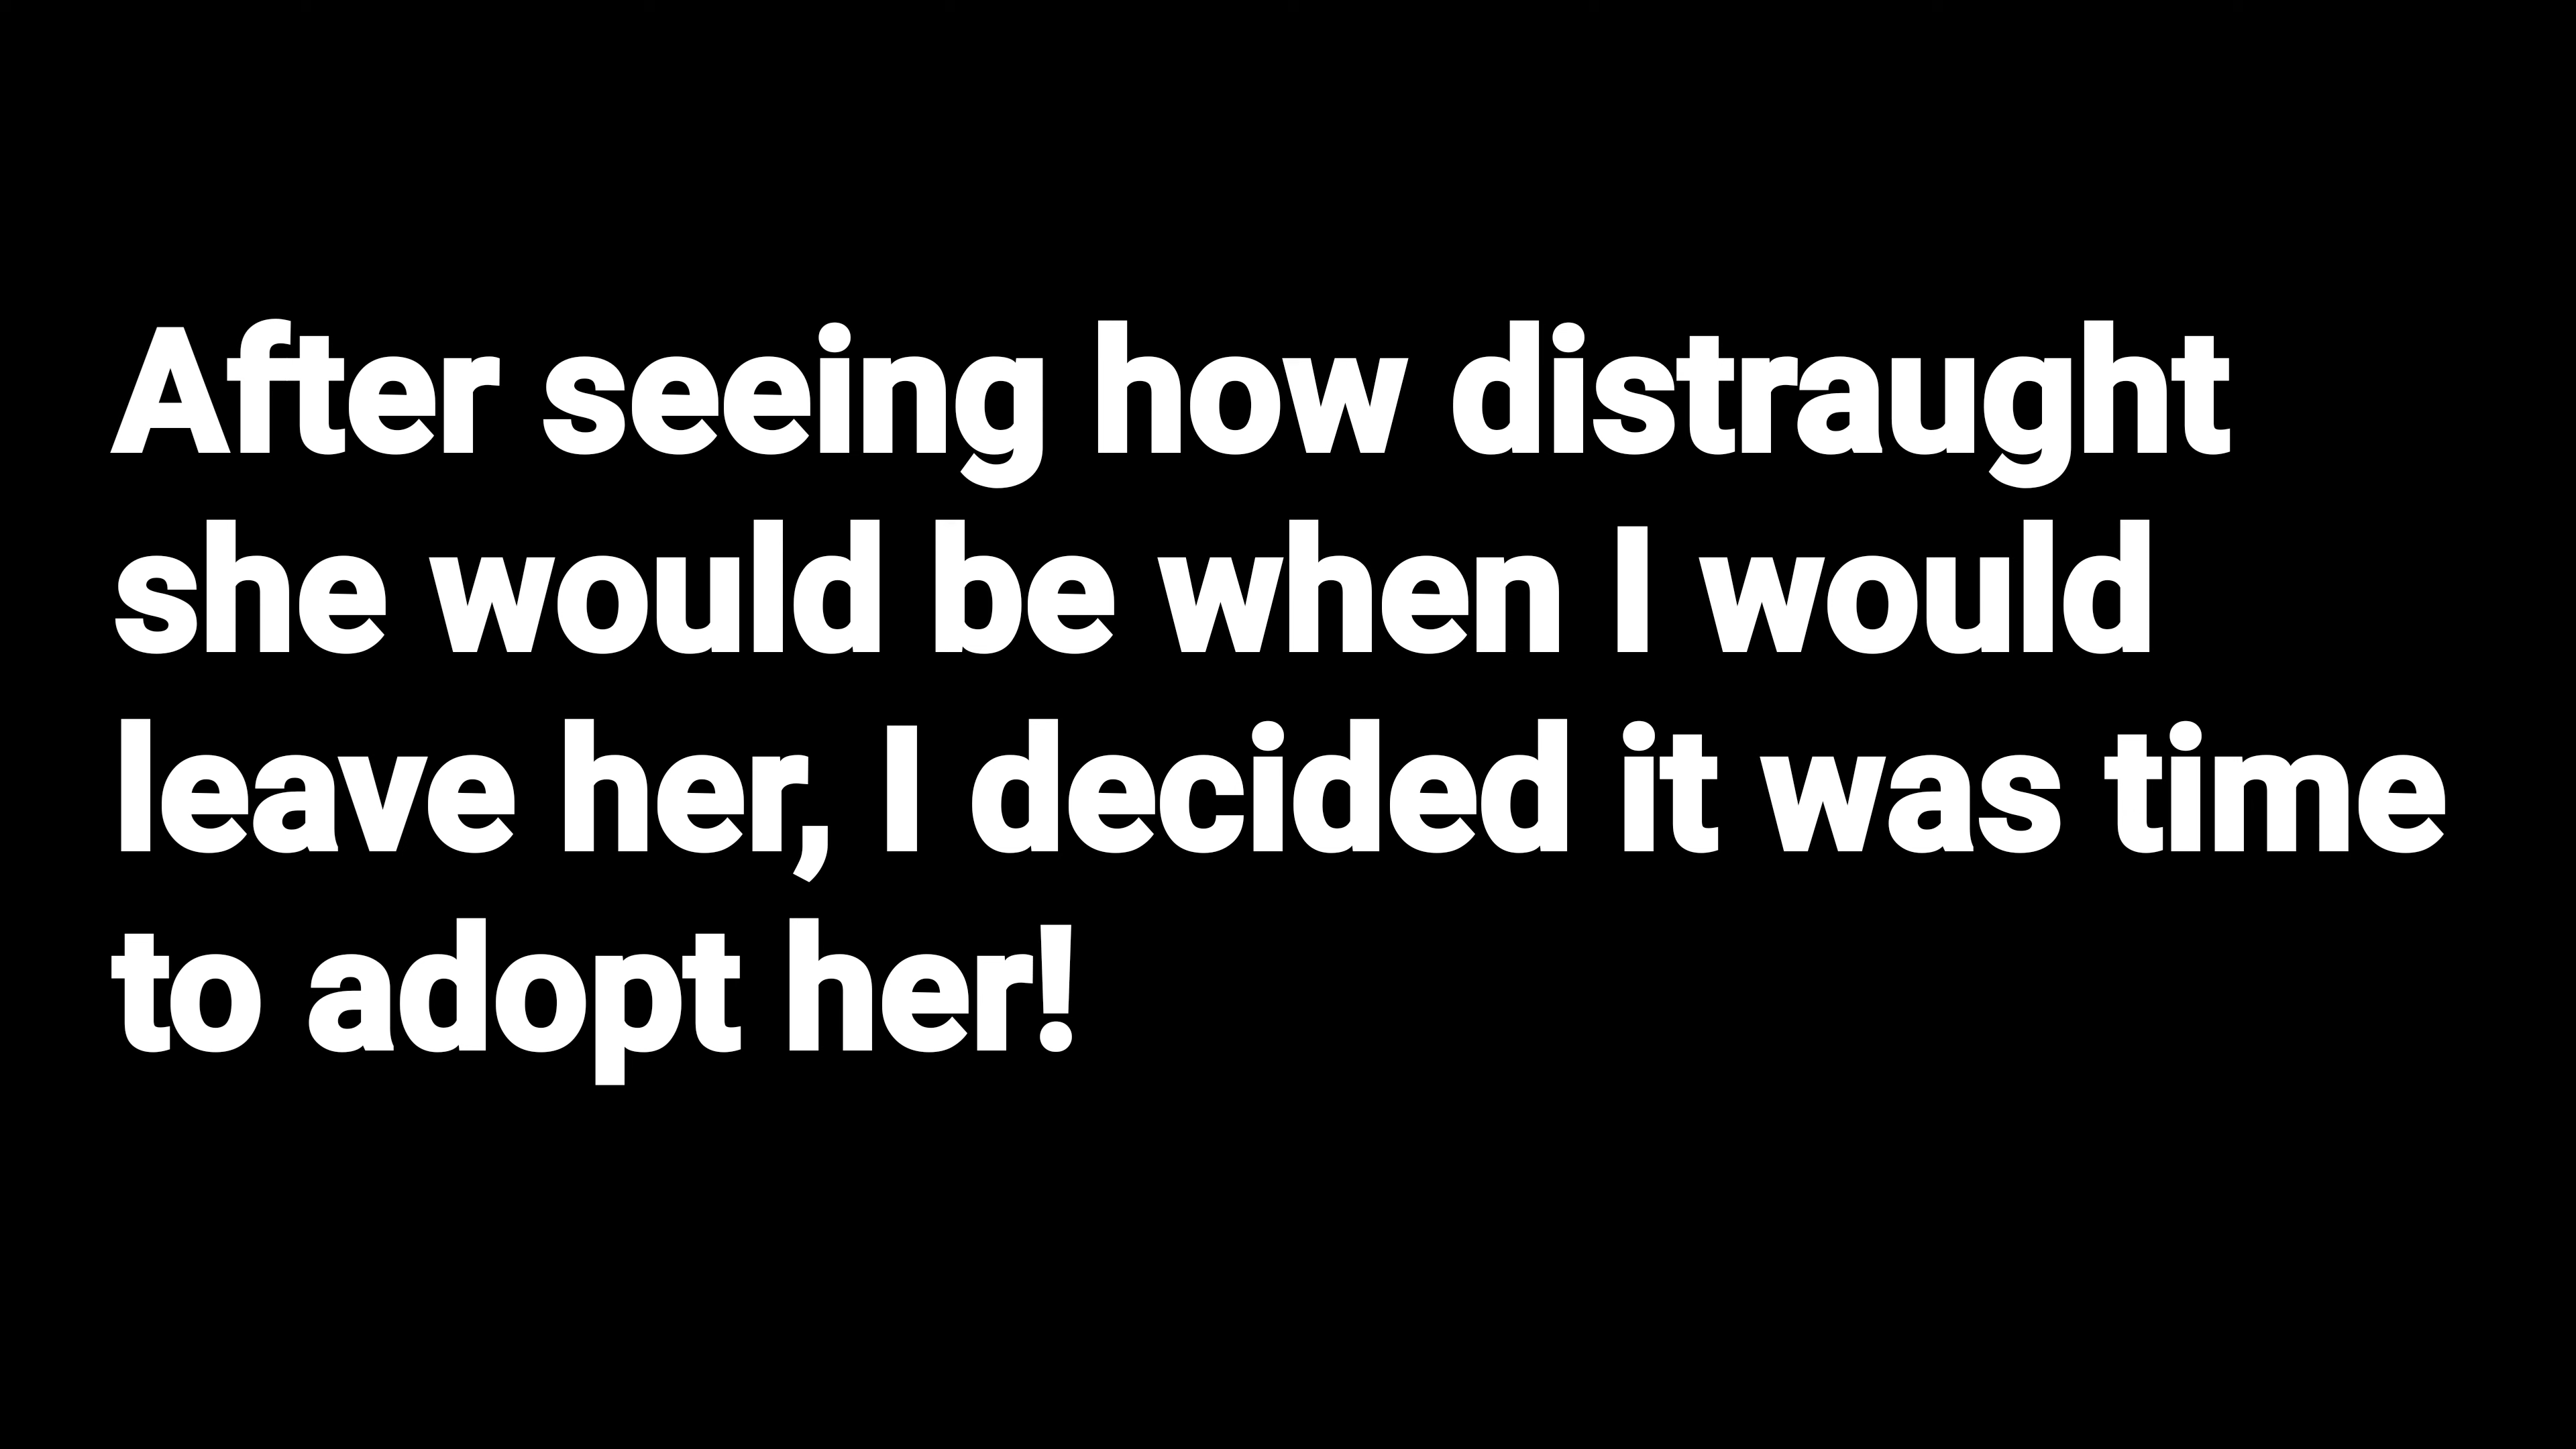 After seeing how distraught
she would be when I would
leave her, I decided it was time
to adopt her!